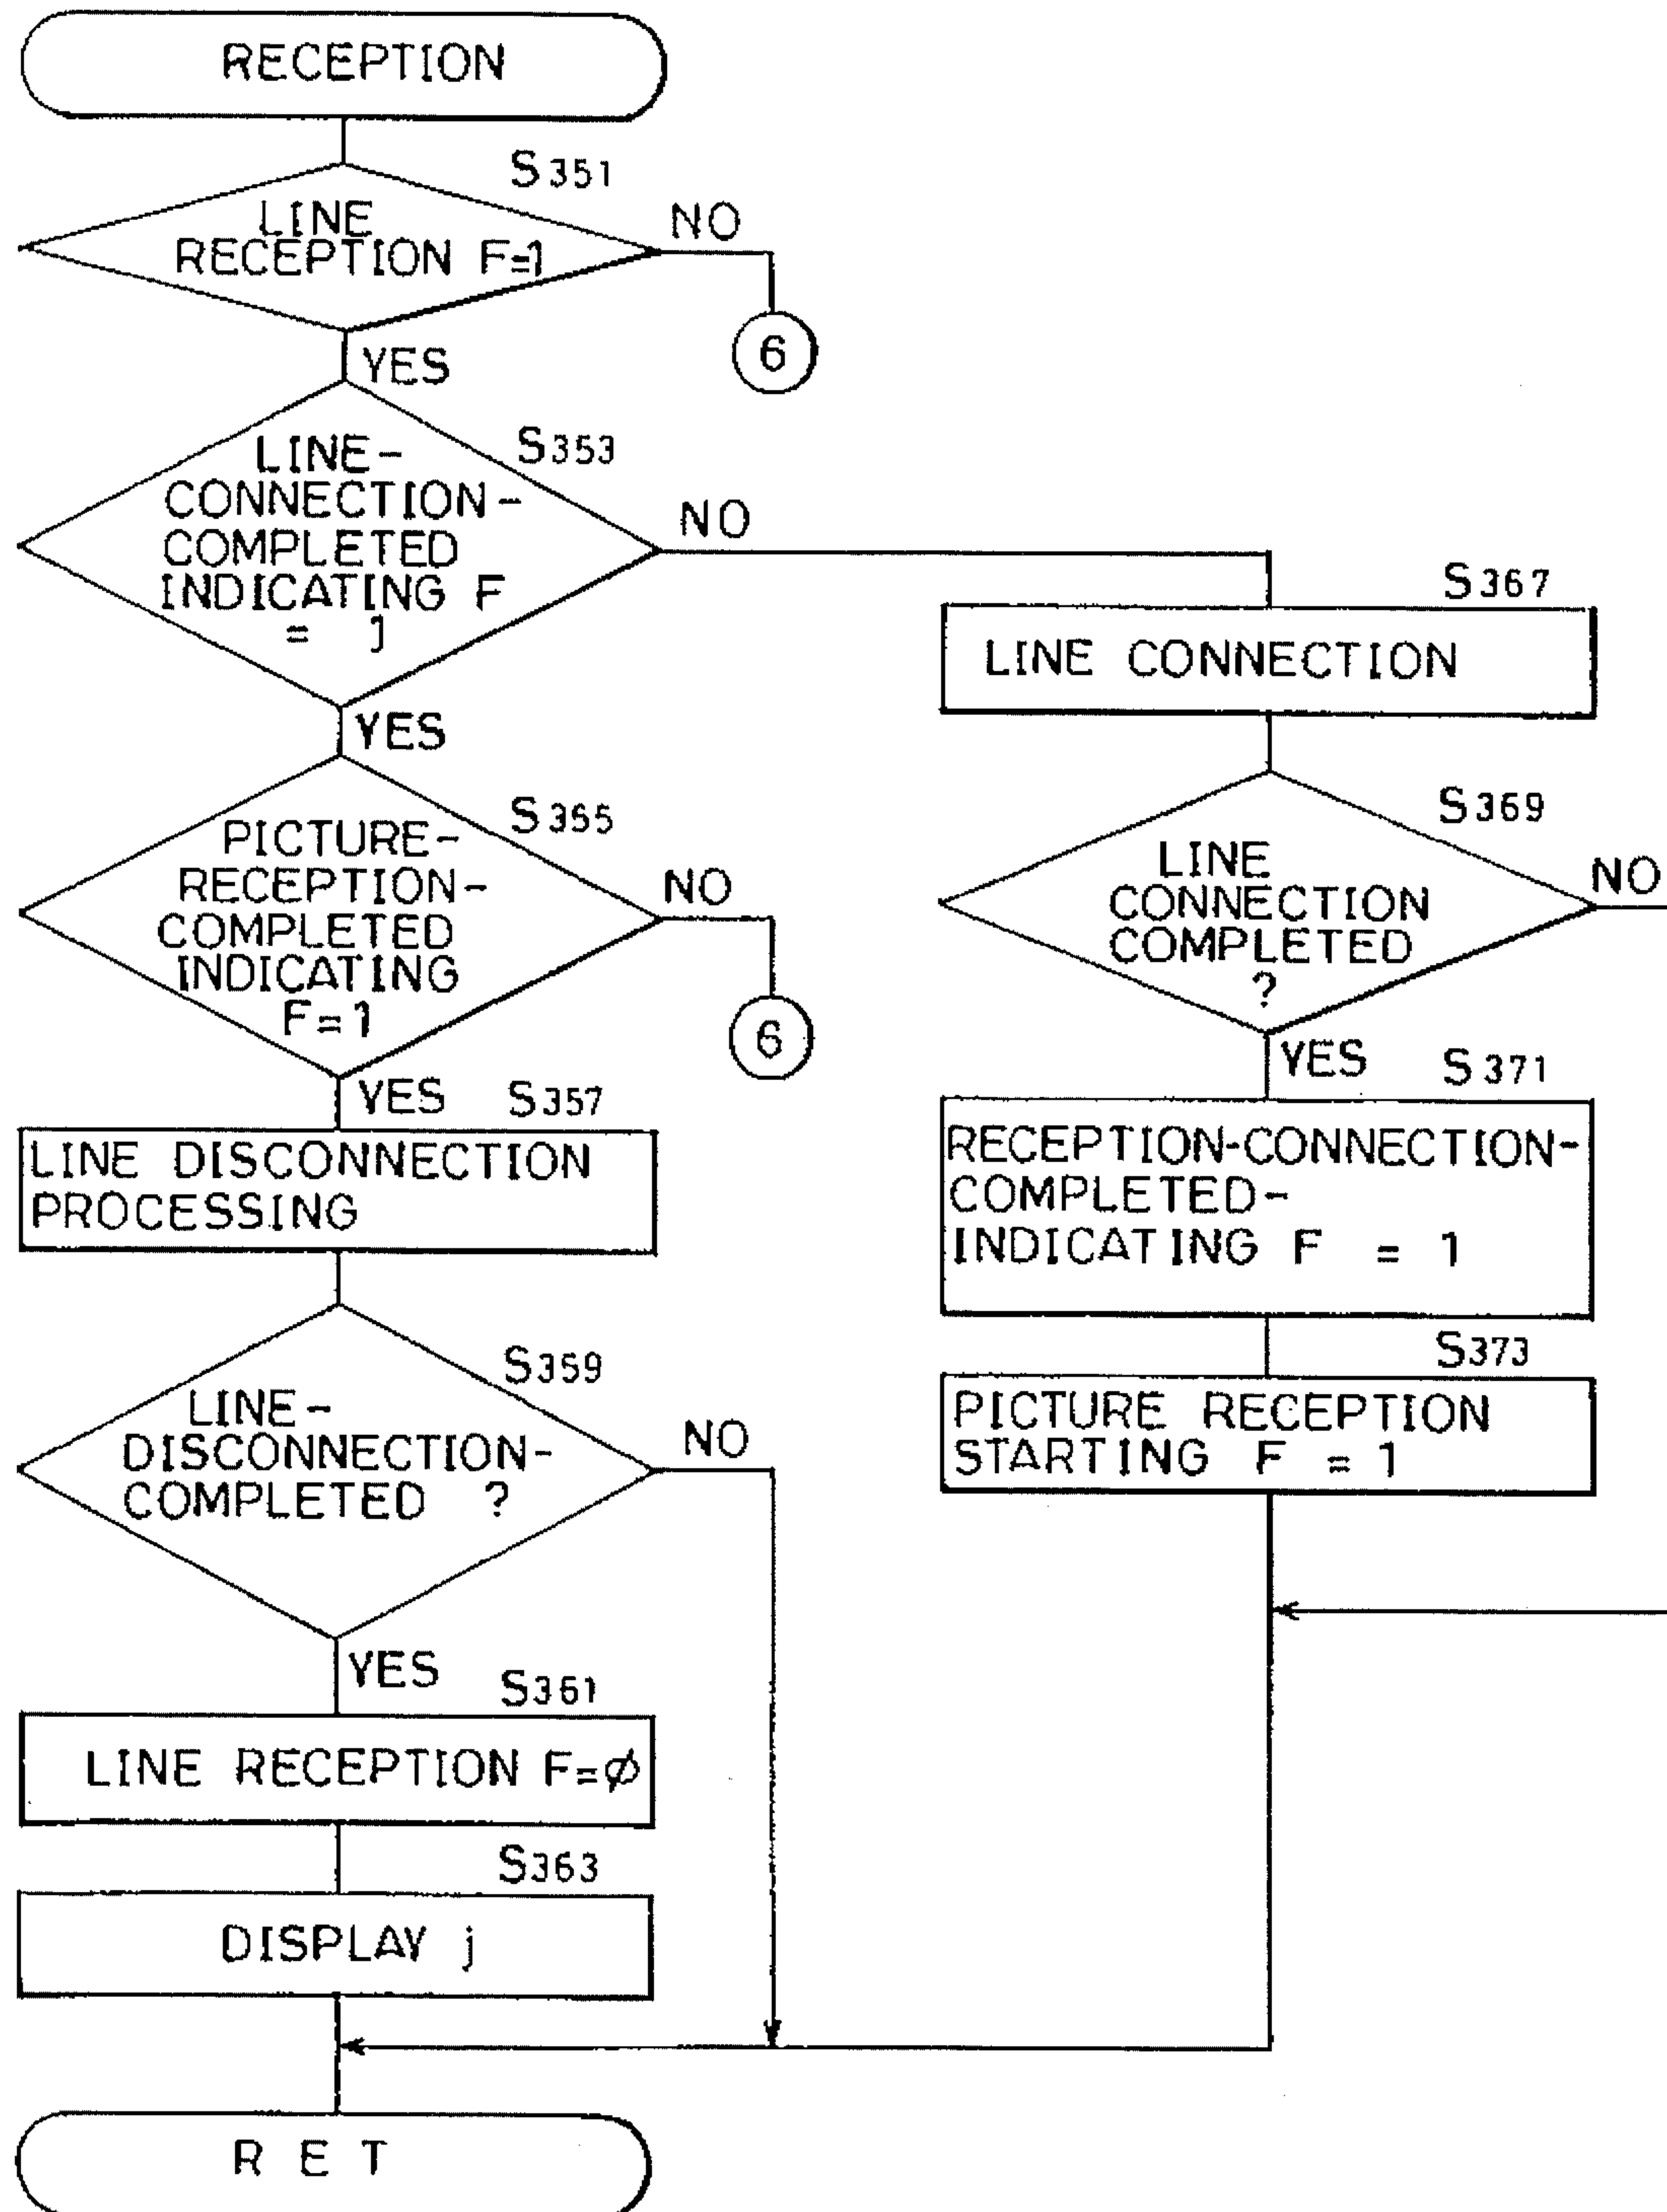 RECEPTION
S351
LINE
RECEPTION F=1
NO
6
YES
S353
LINE-
CONNECTION-
COMPLETED
INDICATING F
= 1
NO
YES
S355
PICTURE-
RECEPTION-
COMPLETED
INDICATING
F=1
NO
6
YES
S357
LINE DISCONNECTION
PROCESSING
S359
LINE-
DISCONNECTION-
COMPLETED ?
NO
YES
S361
LINE RECEPTION F=ø
S363
DISPLAY j
RET
S367
LINE CONNECTION
S369
LINE
CONNECTION
COMPLETED
?
NO
YES
S371
RECEPTION-CONNECTION-
COMPLETED-
INDICATING F = 1
S373
PICTURE RECEPTION
STARTING F = 1